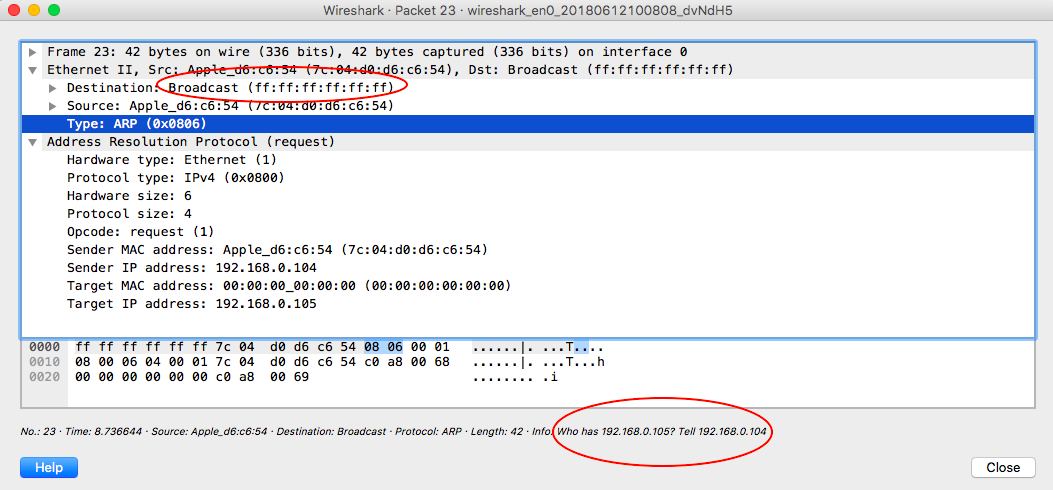 Wireshark · Packet 23 · wireshark_en0_20180612100808_dvNdH5
Frame 23: 42 bytes on wire (336 bits), 42 bytes captured (336 bits) on interface 0
Ethernet II, Src: Apple_d6:c6:54 (7c:04:d0:d6:c6:54), Dst: Broadcast (ff:ff:ff:ff:ff:ff)
Destination: Broadcast (ff:ff:ff:ff:ff:ff)
Source: Apple_d6:c6:54 (7c:04:d0:d6:c6:54)
Type: ARP (0x0806)
Address Resolution Protocol (request)
Hardware type: Ethernet (1)
Protocol type: IPv4 (0x0800)
Hardware size: 6
Protocol size: 4
Opcode: request (1)
Sender MAC address: Apple_d6:c6:54 (7c:04:d0:d6:c6:54)
Sender IP address: 192.168.0.104
Target MAC address: 00:00:00_00:00:00 (00:00:00:00:00:00)
Target IP address: 192.168.0.105
0000 ff ff ff ff ff ff 7c 04 d0 d6 c6 54 08 06 00 01 ......|. ...T....
0010 08 00 06 04 00 01 7c 04 d0 d6 c6 54 c0 a8 00 68 ......|. ...T...h
0020 00 00 00 00 00 00 c0 a8 00 69 ........ .i
No.: 23 · Time: 8.736644 · Source: Apple_d6:c6:54 · Destination: Broadcast · Protocol: ARP · Length: 42 · Info: Who has 192.168.0.105? Tell 192.168.0.104
Help
Close